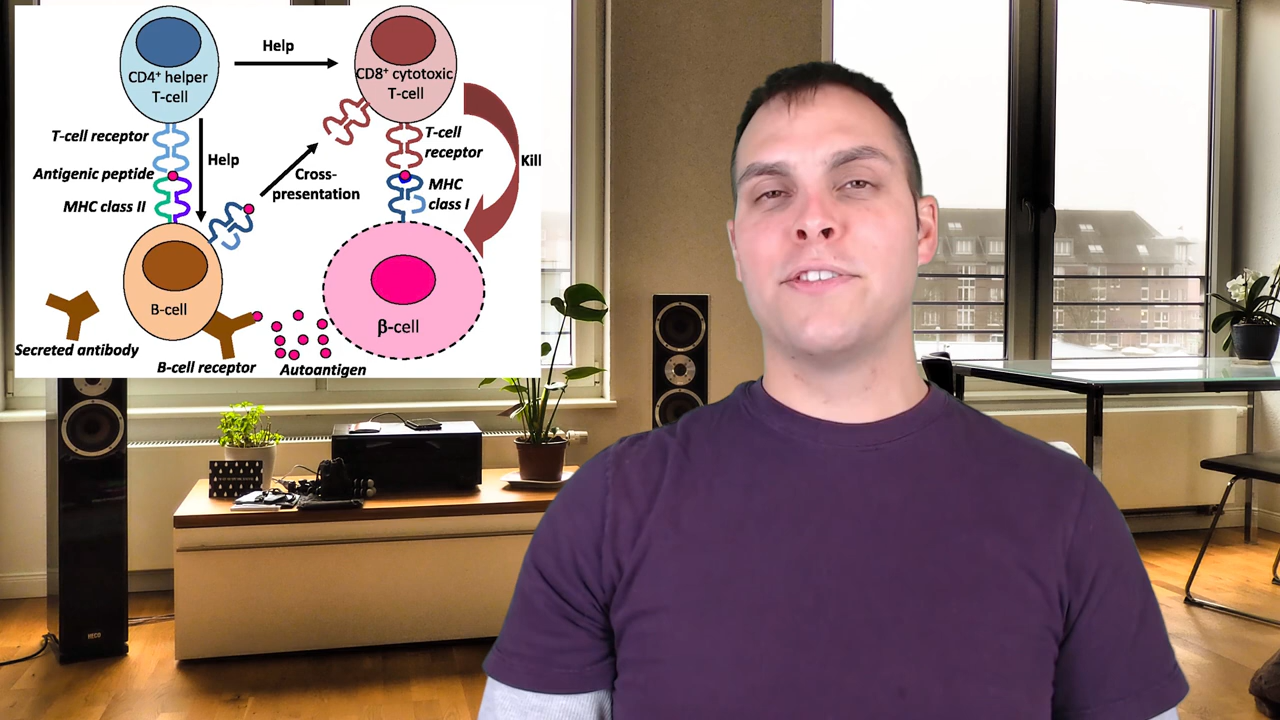 Help
CD4⁺ helper
T-cell
CD8⁺ cytotoxic
T-cell
T-cell receptor
T-cell
receptor
Help
Kill
Antigenic peptide
Cross-
presentation
MHC
class I
MHC class II
B-cell
β-cell
Secreted antibody
B-cell receptor
Autoantigen
HECO